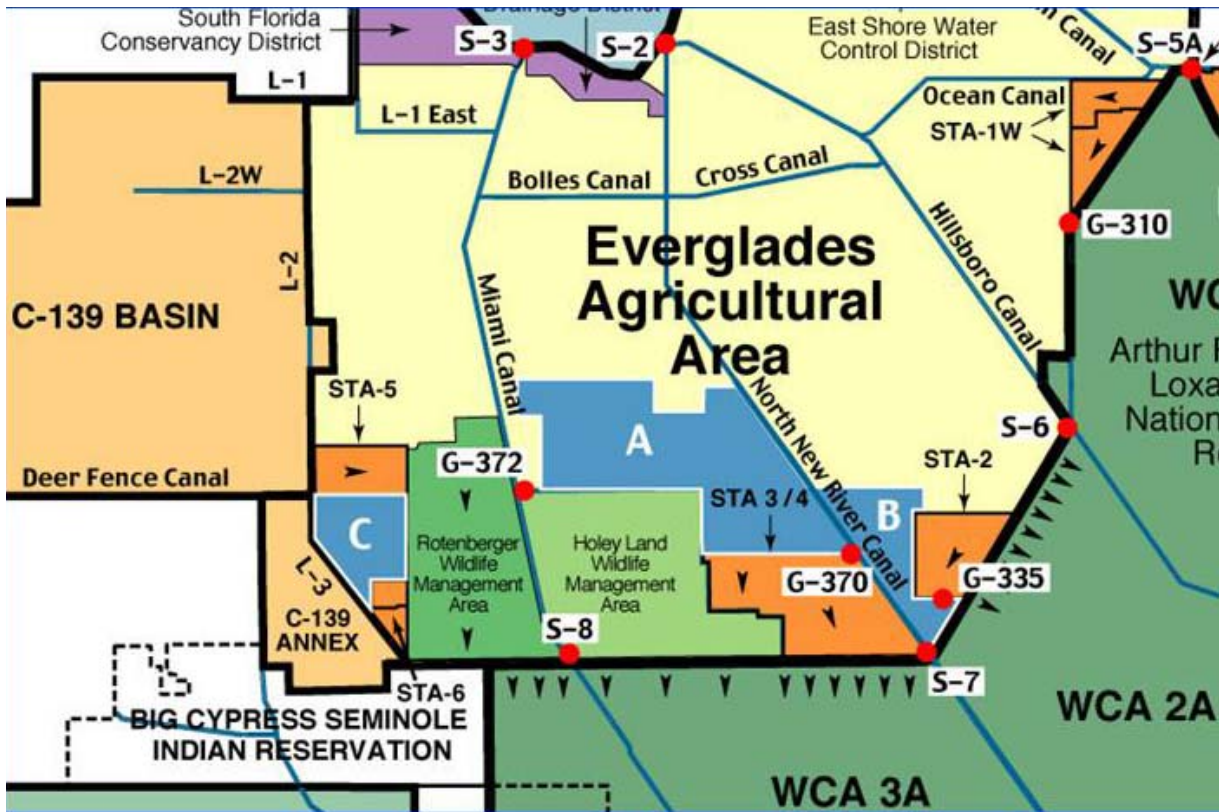 South Florida
Conservancy District
Drainage District
S-3
S-2
East Shore Water
Control District
Canal
S-5A
L-1
L-1 East
Ocean Canal
STA-1W
L-2W
Bolles Canal
Cross Canal
G-310
Everglades
Agricultural
Area
Hillsboro Canal
L-2
C-139 BASIN
Miami Canal
WC
Arthur R
Loxa
Nation
Re
STA-5
North New River Canal
A
S-6
G-372
STA-2
Deer Fence Canal
STA 3/4
B
C
Rotenberger
Wildlife
Management
Area
Holey Land
Wildlife
Management
Area
G-370
G-335
L-3
C-139
ANNEX
S-8
S-7
STA-6
BIG CYPRESS SEMINOLE
INDIAN RESERVATION
WCA 2A
WCA 3A